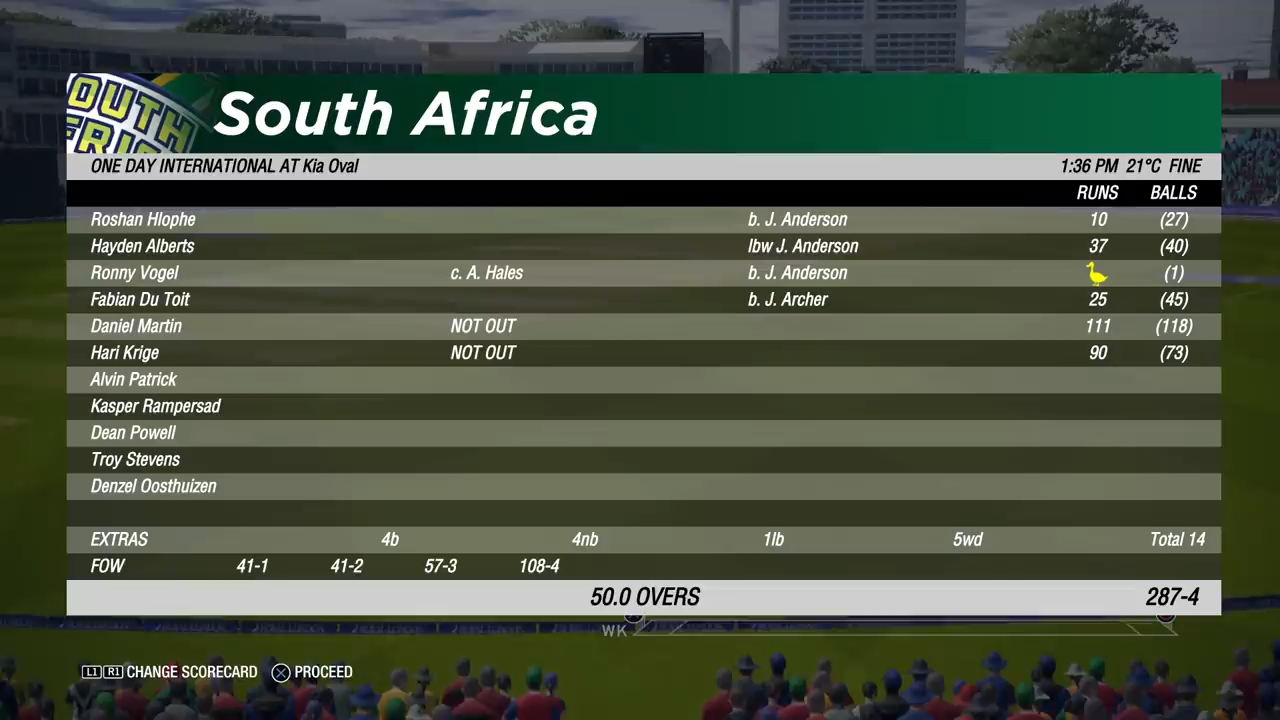 OUTH
FRIC
South Africa
ONE DAY INTERNATIONAL AT Kia Oval 1:36 PM 21°C FINE
RUNS BALLS
Roshan Hlophe b. J. Anderson 10 (27)
Hayden Alberts lbw J. Anderson 37 (40)
Ronny Vogel c. A. Hales b. J. Anderson (1)
Fabian Du Toit b. J. Archer 25 (45)
Daniel Martin NOT OUT 111 (118)
Hari Krige NOT OUT 90 (73)
Alvin Patrick
Kasper Rampersad
Dean Powell
Troy Stevens
Denzel Oosthuizen
EXTRAS 4b 4nb 1lb 5wd Total 14
FOW 41-1 41-2 57-3 108-4
50.0 OVERS 287-4
WK
L1 R1 CHANGE SCORECARD PROCEED